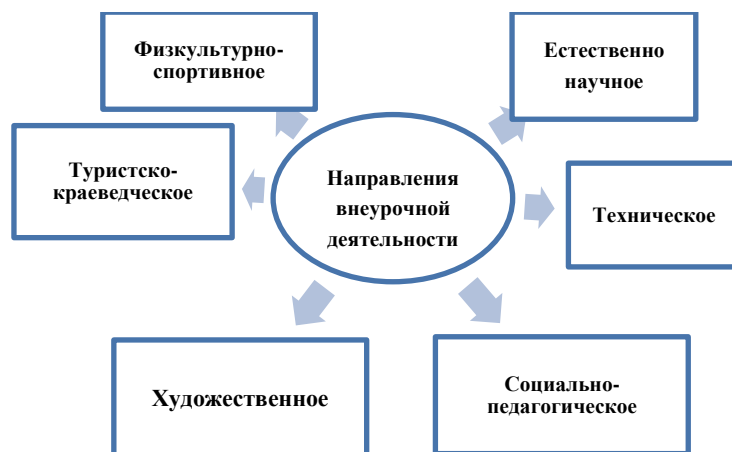 Физкультурно-
спортивное
Естественно
научное
Туристско-
краеведческое
Направления
внеурочной
деятельности
Техническое
Художественное
Социально-
педагогическое